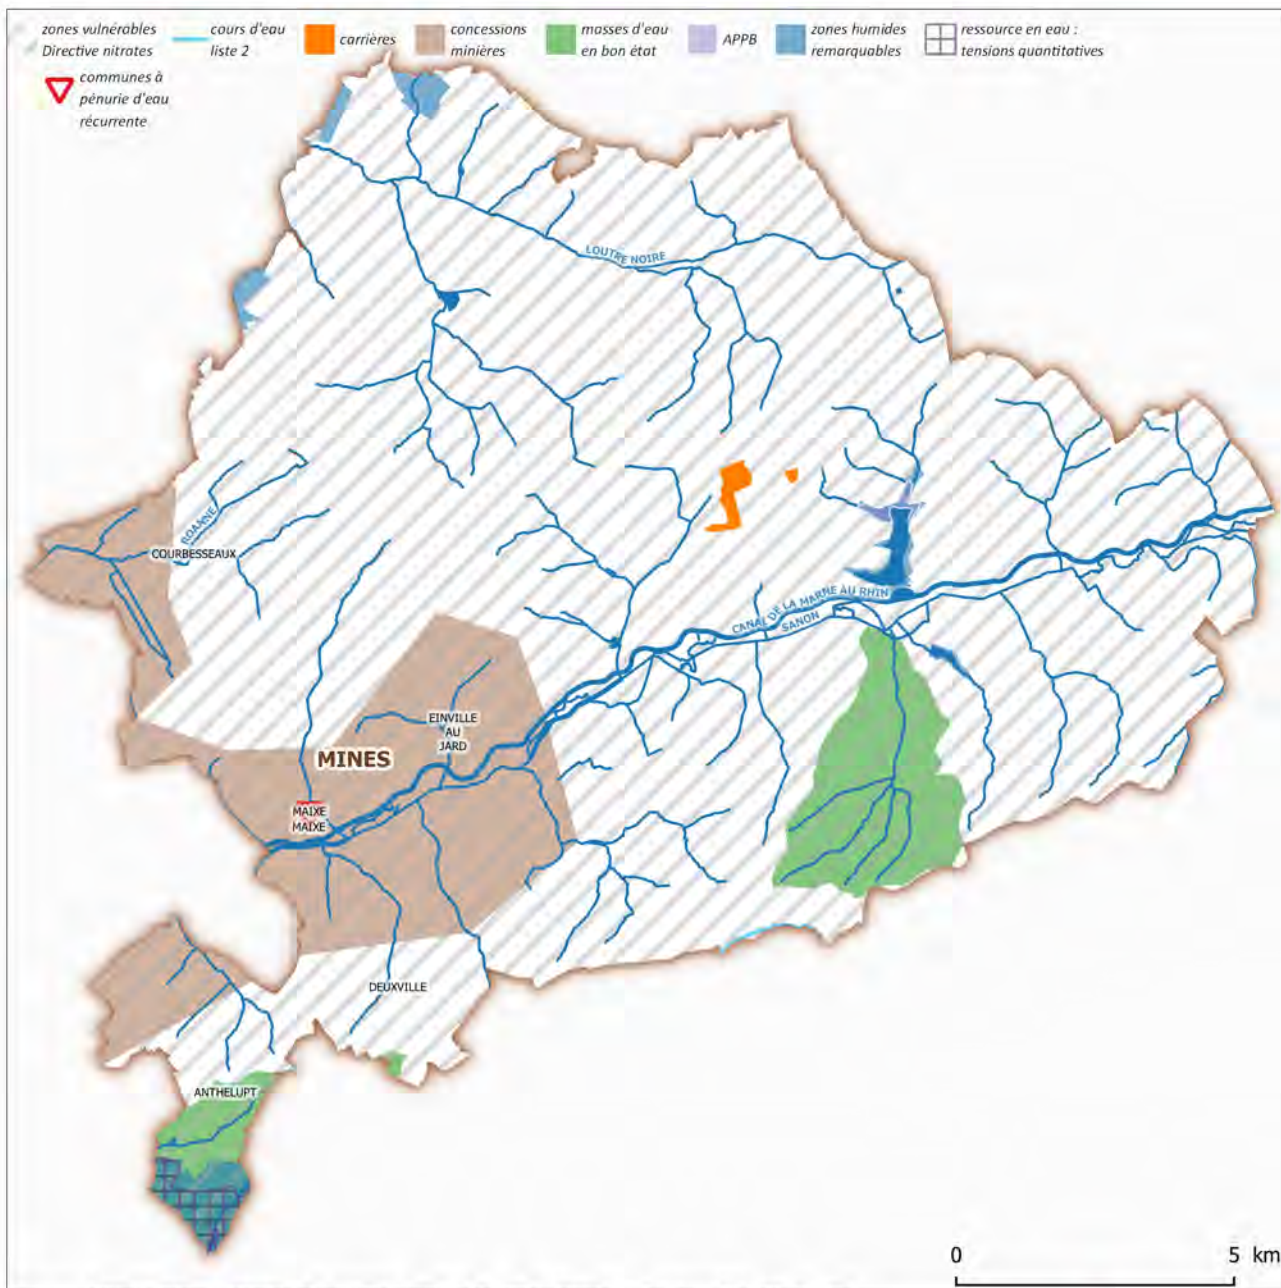 zones vulnérables
Directive nitrates
cours d'eau
liste 2
carrières
concessions
minières
masses d'eau
en bon état
APPB
zones humides
remarquables
ressource en eau :
tensions quantitatives
communes à
pénurie d'eau
récurrente
LOUTRE NOIRE
ROANNE
COURBESSEAUX
CANAL DE LA MARNE AU RHIN
SANON
EINVILLE
AU
JARD
MINES
MAIXE
MAIXE
DEUXVILLE
ANTHELUPT
0 5 km